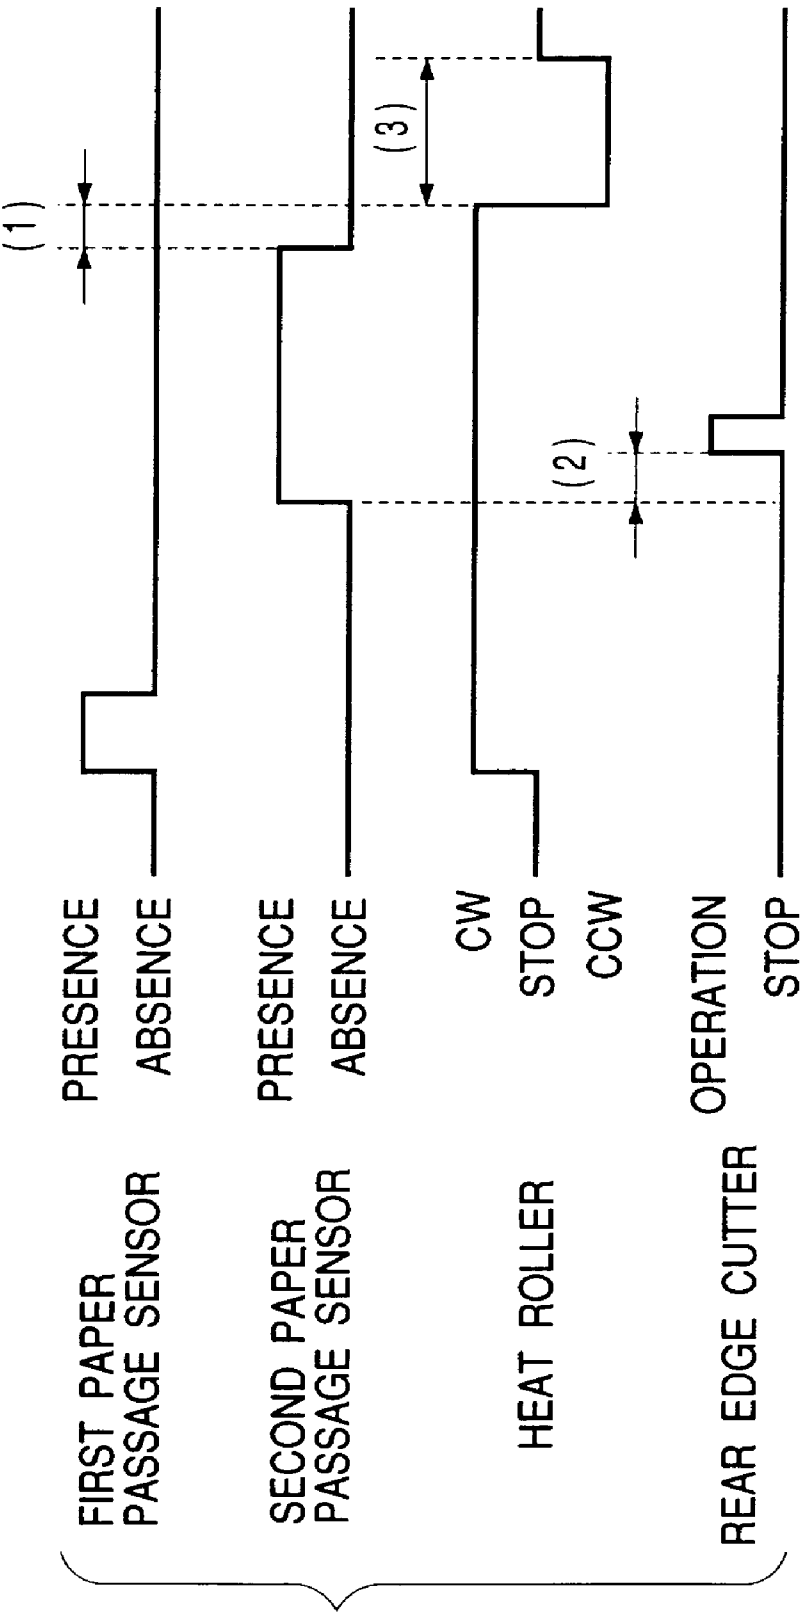 FIRST PAPER
PASSAGE SENSOR
PRESENCE
ABSENCE
(1)
SECOND PAPER
PASSAGE SENSOR
PRESENCE
ABSENCE
(3)
HEAT ROLLER
CW
STOP
CCW
(2)
REAR EDGE CUTTER
OPERATION
STOP